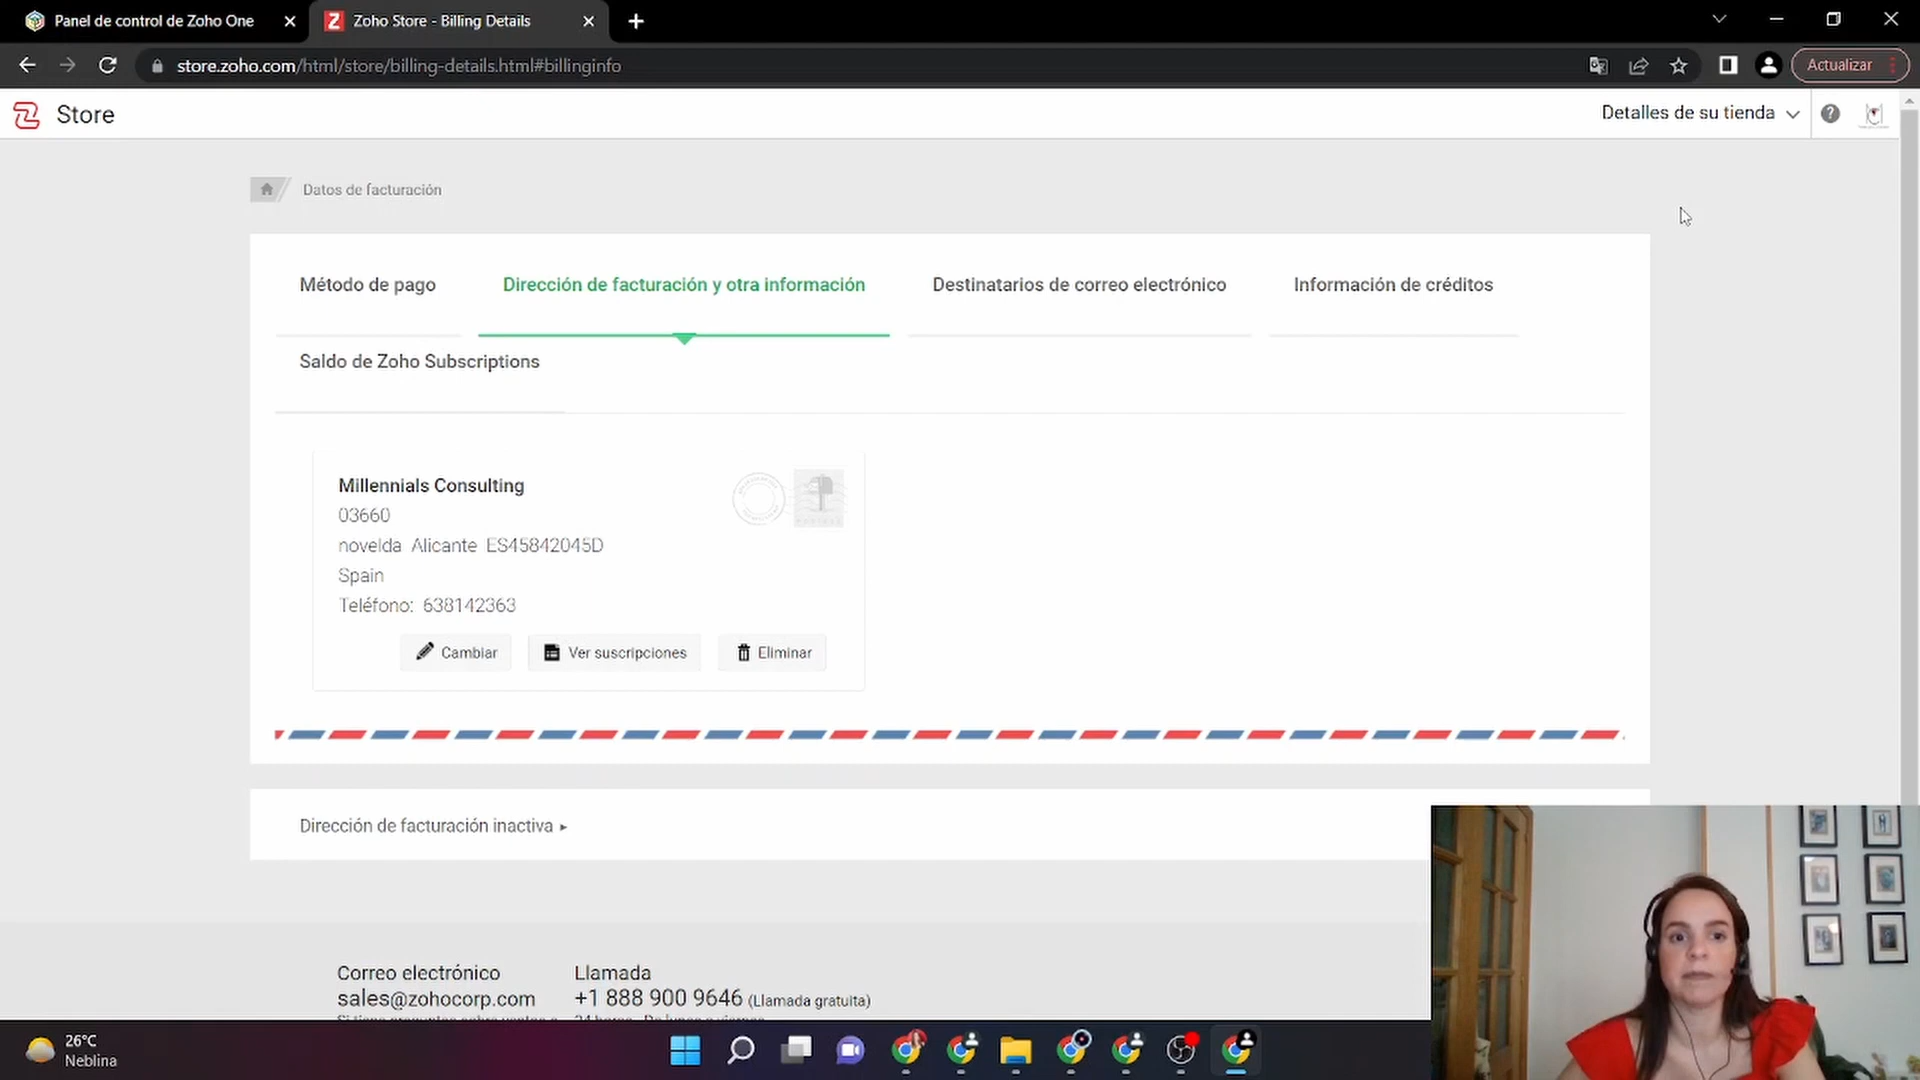 Panel de control de Zoho One
Zoho Store - Billing Details
store.zoho.com/html/store/billing-details.html#billinginfo
Actualizar
Store
Detalles de su tienda
Datos de facturación
Método de pago
Dirección de facturación y otra información
Destinatarios de correo electrónico
Información de créditos
Saldo de Zoho Subscriptions
Millennials Consulting
03660
novelda Alicante ES45842045D
Spain
Teléfono: 638142363
Cambiar
Ver suscripciones
Eliminar
Dirección de facturación inactiva
Correo electrónico
sales@zohocorp.com
Llamada
+1 888 900 9646 (Llamada gratuita)
26°C
Neblina